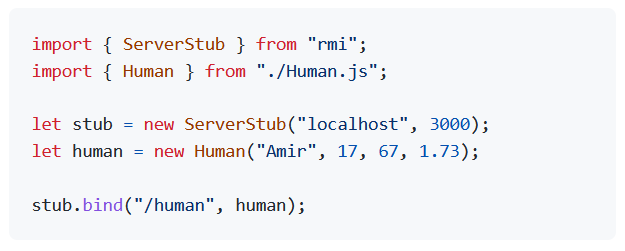 import { ServerStub } from "rmi";
import { Human } from "./Human.js";
let stub = new ServerStub("localhost", 3000);
let human = new Human("Amir", 17, 67, 1.73);
stub.bind("/human", human);